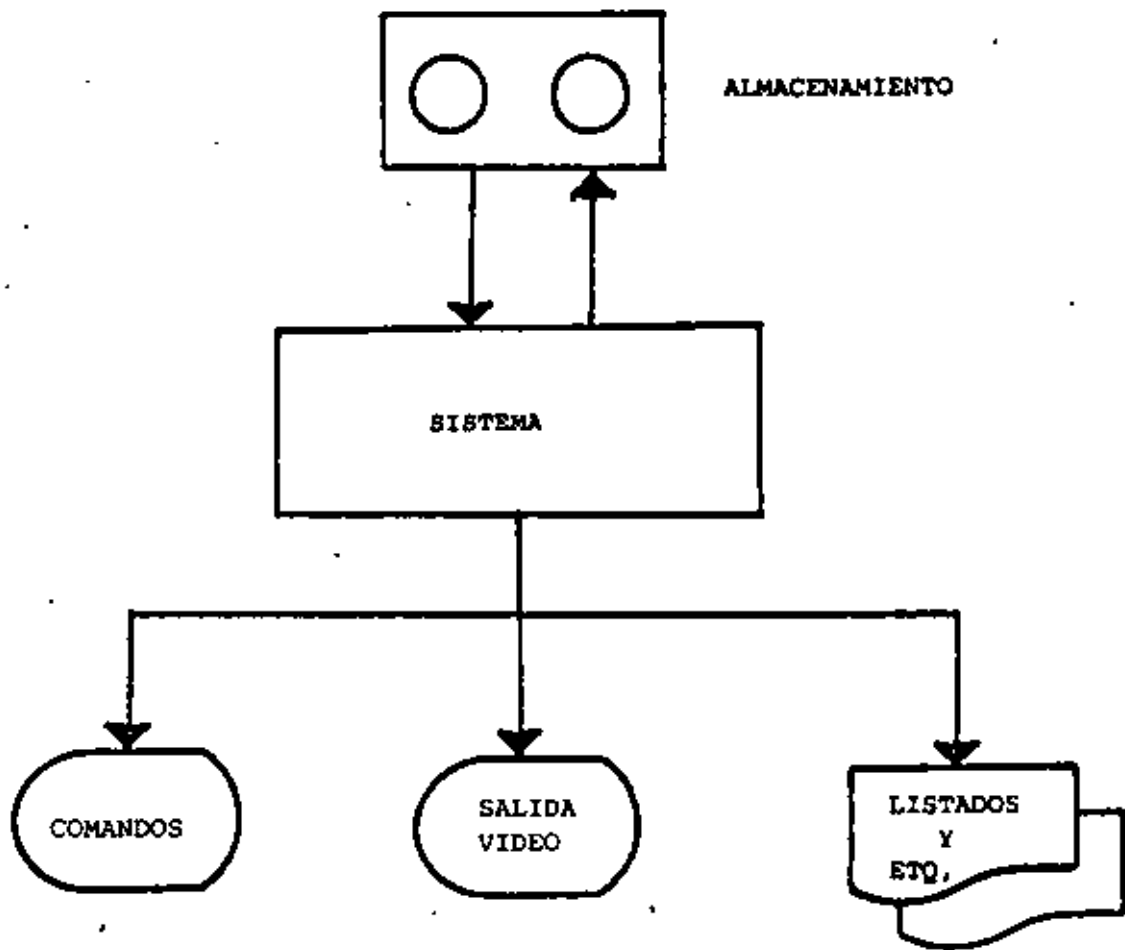 ALMACENAMIENTO
SISTEMA
COMANDOS
SALIDA
VIDEO
LISTADOS
Y
ETQ.